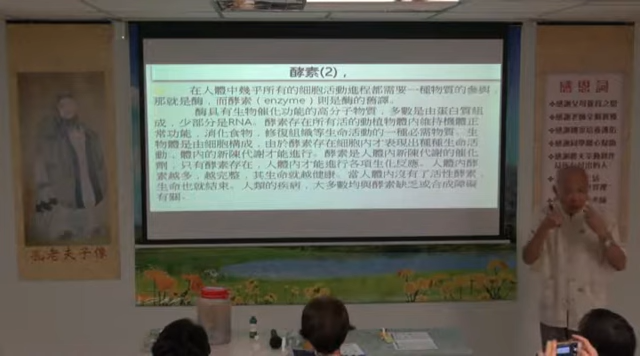 酵素(2)，
在人體中幾乎所有的細胞活動進程都需要一種物質的參與，
那就是酶，而酵素（enzyme）則是酶的舊譯。
酶具有生物催化功能的高分子物質，多數是由蛋白質組
成，少部分是RNA。酵素存在所有活的動植物體內維持機體正
常功能，消化食物，修復組織等生命活動的一種必需物質。生
物體是由細胞構成，由於酵素存在細胞內才表現出種種生命活
動，體內的新陳代謝才能進行。酵素是人體內新陳代謝的催化
劑，只有酵素存在，人體內才能進行各項生化反應。人體內酵
素越多，越完整，其生命就越健康。當人體內沒有了活性酵素，
生命也就結束。人類的疾病，大多數均與酵素缺乏或合成障礙
有關。
孔老夫子像
感恩詞